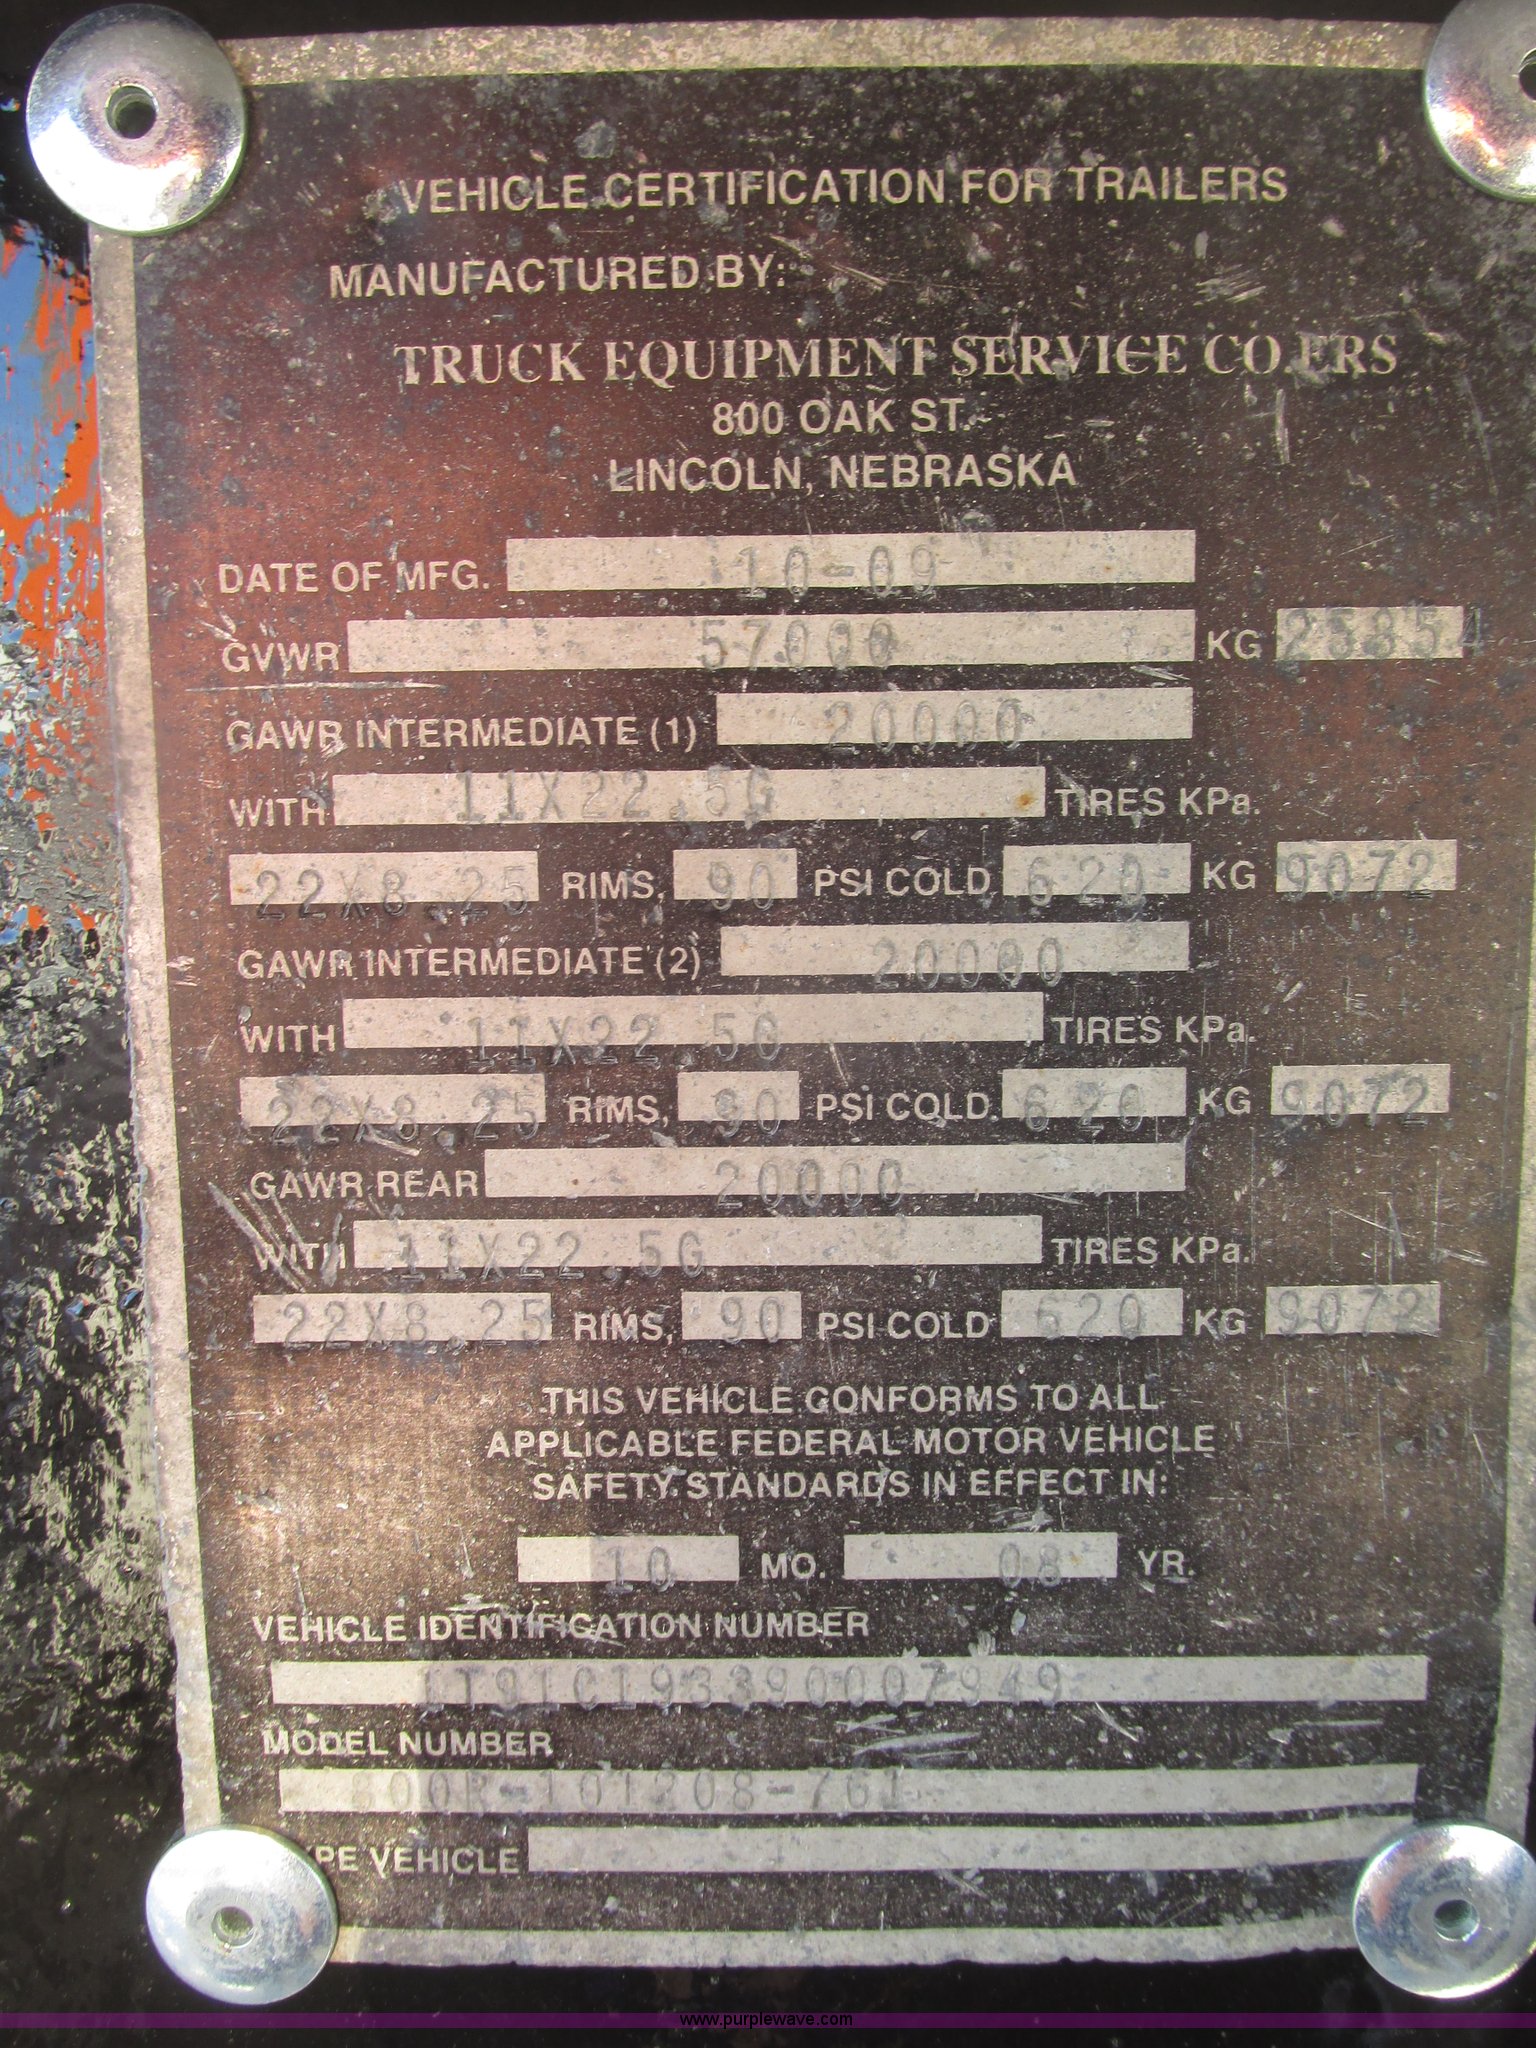 VEHICLE CERTIFICATION FOR TRAILERS
MANUFACTURED BY:
TRUCK EQUIPMENT SERVICE CO. ERS
800 OAK ST.
LINCOLN, NEBRASKA
DATE OF MFG. 10-09
GVWR 57000 KG 25854
GAWR INTERMEDIATE (1) 20000
WITH 11X22.5G TIRES KPa.
22X8.25 RIMS, 90 PSI COLD 620 KG 9072
GAWR INTERMEDIATE (2) 20000
WITH 11X22.5G TIRES KPa.
22X8.25 RIMS, 90 PSI COLD. 620 KG 9072
GAWR REAR 20000
WITH 11X22.5G TIRES KPa.
22X8.25 RIMS, 90 PSI COLD 620 KG 9072
THIS VEHICLE CONFORMS TO ALL
APPLICABLE FEDERAL MOTOR VEHICLE
SAFETY STANDARDS IN EFFECT IN:
10 MO. 08 YR.
VEHICLE IDENTIFICATION NUMBER
1T91C193390007949
MODEL NUMBER
800R-101208-761
TYPE VEHICLE
www.purplewave.com